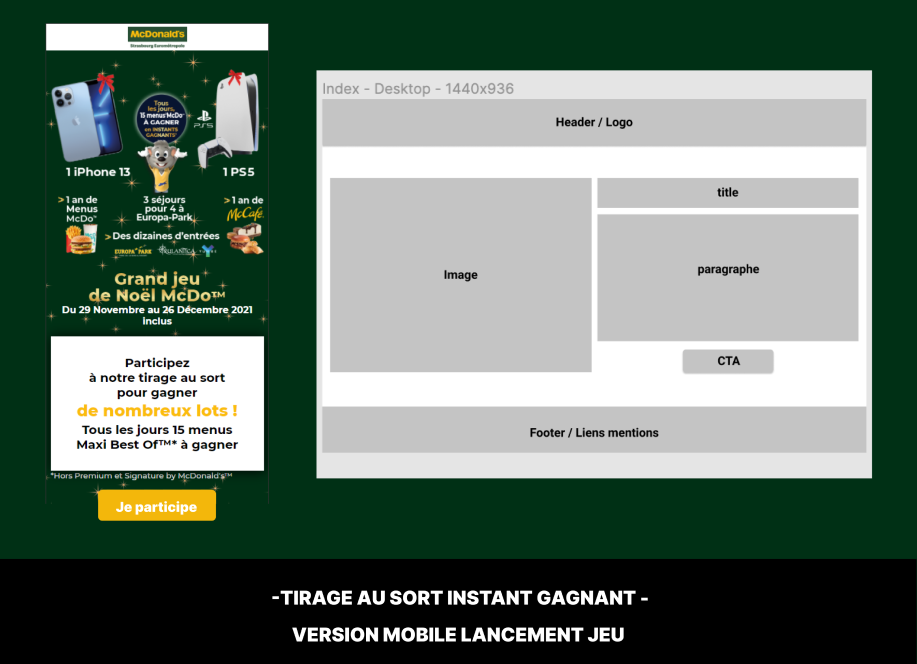 McDonald's
Strasbourg Eurométropole
Tous
les jours,
15 menus McDo™
À GAGNER
en INSTANTS
GAGNANTS*
PS5
1 iPhone 13
1 PS5
>1 an de
Menus
McDo™
3 séjours
pour 4 à
Europa-Park
>1 an de
McCafé
>Des dizaines d'entrées
EUROPA★PARK
RULANTICA
Grand jeu
de Noël McDo™
Du 29 Novembre au 26 Décembre 2021
inclus
Participez
à notre tirage au sort
pour gagner
de nombreux lots !
Tous les jours 15 menus
Maxi Best Of™* à gagner
*Hors Premium et Signature by McDonald's™
Je participe
Index - Desktop - 1440x936
Header / Logo
Image
title
paragraphe
CTA
Footer / Liens mentions
-TIRAGE AU SORT INSTANT GAGNANT -
VERSION MOBILE LANCEMENT JEU